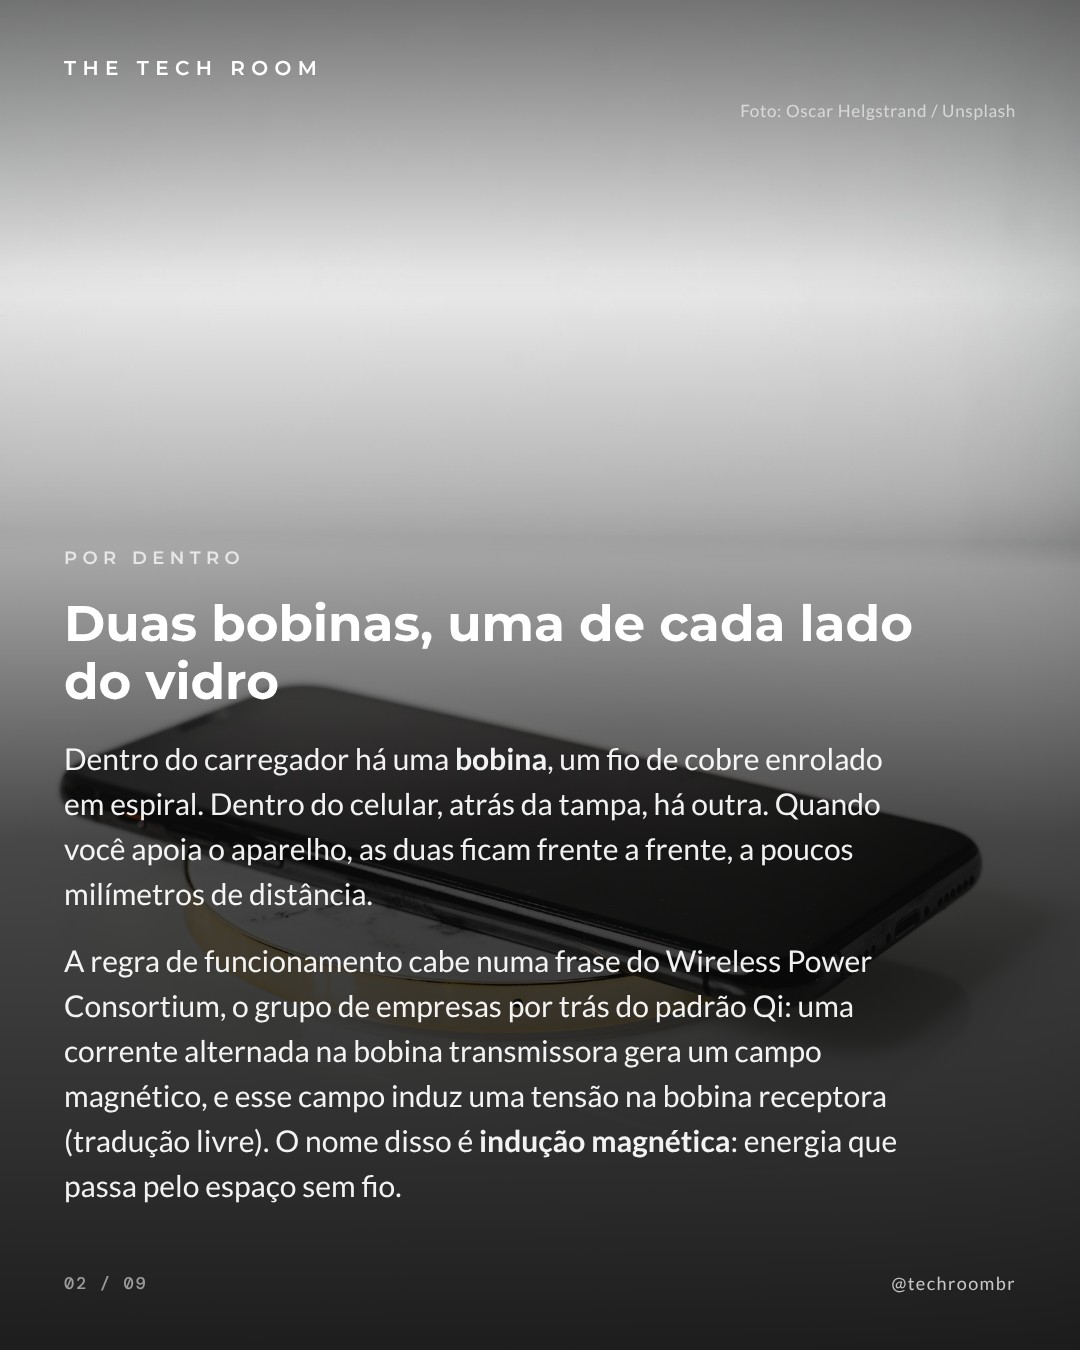 THE TECH ROOM
Foto: Oscar Helgstrand / Unsplash
POR DENTRO
Duas bobinas, uma de cada lado
do vidro
Dentro do carregador há uma bobina, um fio de cobre enrolado
em espiral. Dentro do celular, atrás da tampa, há outra. Quando
você apoia o aparelho, as duas ficam frente a frente, a poucos
milímetros de distância.
A regra de funcionamento cabe numa frase do Wireless Power
Consortium, o grupo de empresas por trás do padrão Qi: uma
corrente alternada na bobina transmissora gera um campo
magnético, e esse campo induz uma tensão na bobina receptora
(tradução livre). O nome disso é indução magnética: energia que
passa pelo espaço sem fio.
02 / 09
@techroombr